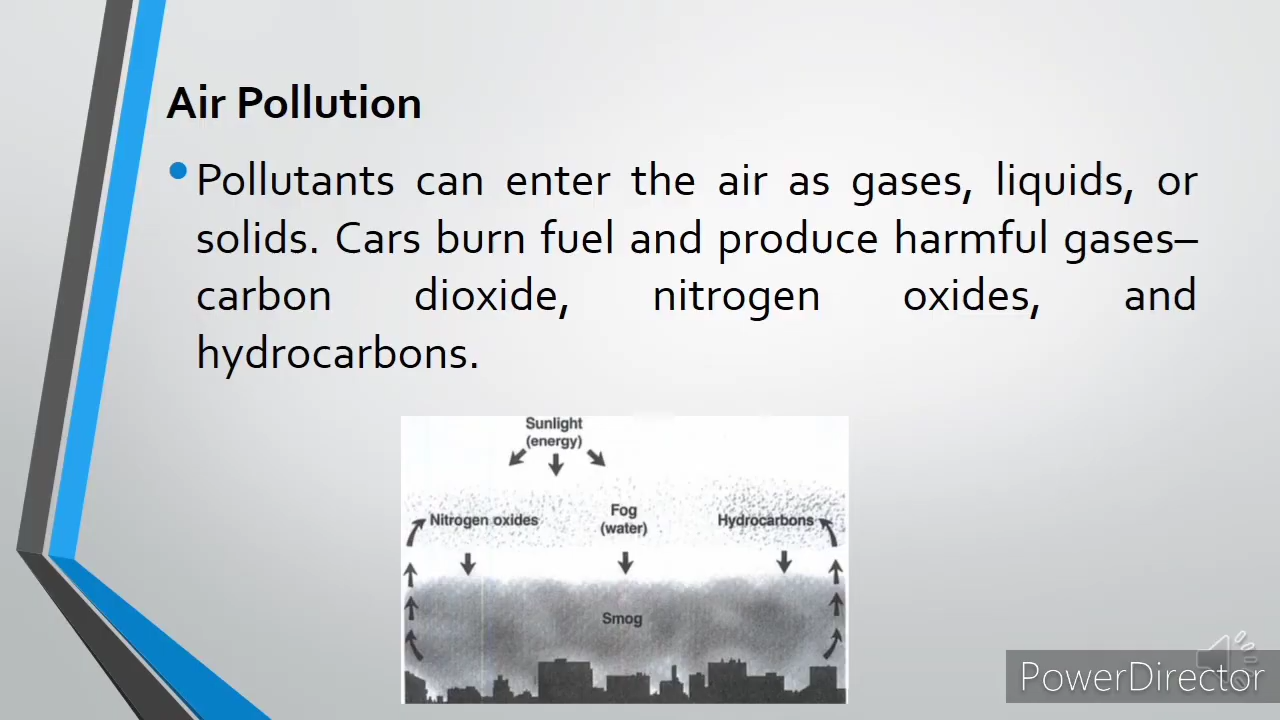 Air Pollution
• Pollutants can enter the air as gases, liquids, or
solids. Cars burn fuel and produce harmful gases–
carbon dioxide, nitrogen oxides, and
hydrocarbons.
Sunlight
(energy)
Nitrogen oxides
Fog
(water)
Hydrocarbons
Smog
PowerDirector